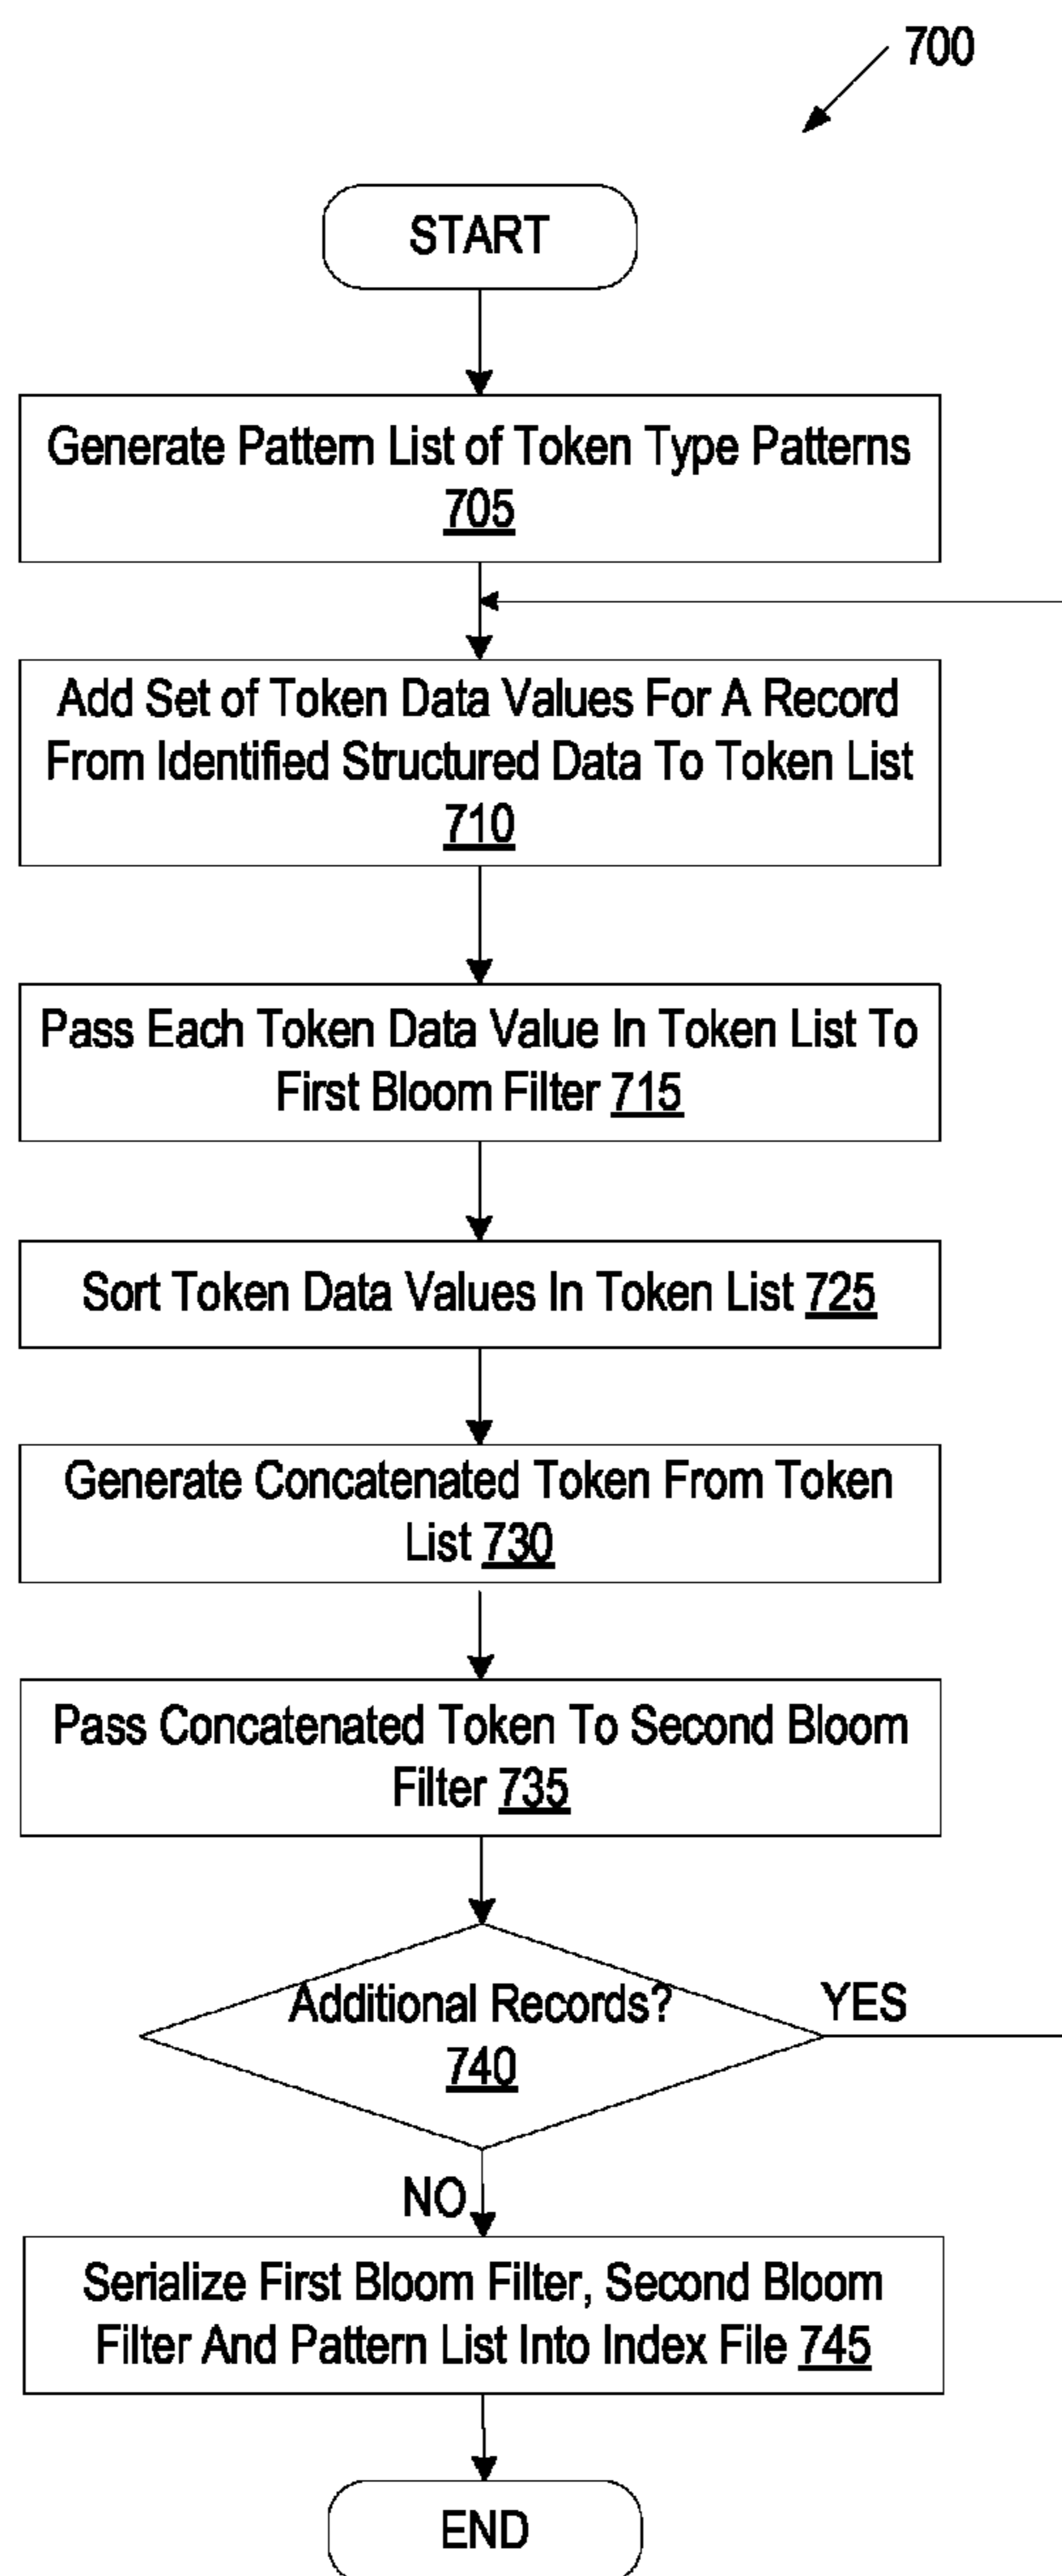 700
START
Generate Pattern List of Token Type Patterns
705
Add Set of Token Data Values For A Record
From Identified Structured Data To Token List
710
Pass Each Token Data Value In Token List To
First Bloom Filter 715
Sort Token Data Values In Token List 725
Generate Concatenated Token From Token
List 730
Pass Concatenated Token To Second Bloom
Filter 735
Additional Records?
740
YES
NO
Serialize First Bloom Filter, Second Bloom
Filter And Pattern List Into Index File 745
END